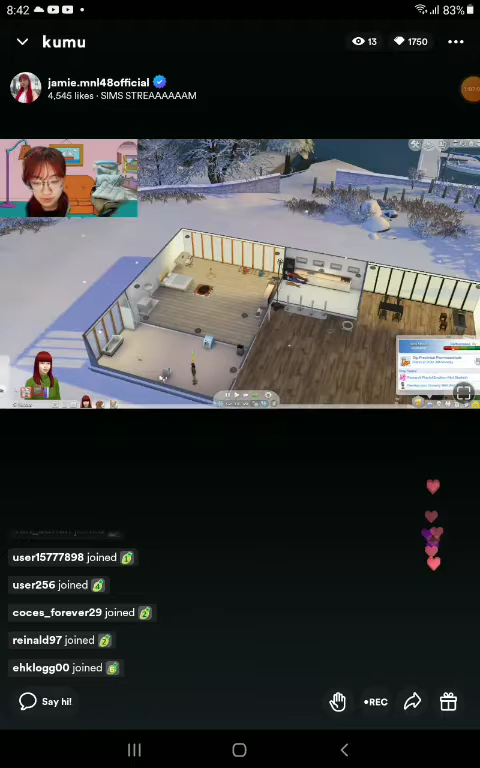 8:42
83%
kumu
13
1750
jamie.mnl48official
4,545 likes · SIMS STREAAAAAAM
user15777898 joined
user256 joined
coces_forever29 joined
reinald97 joined
ehklogg00 joined
Say hi!
•REC